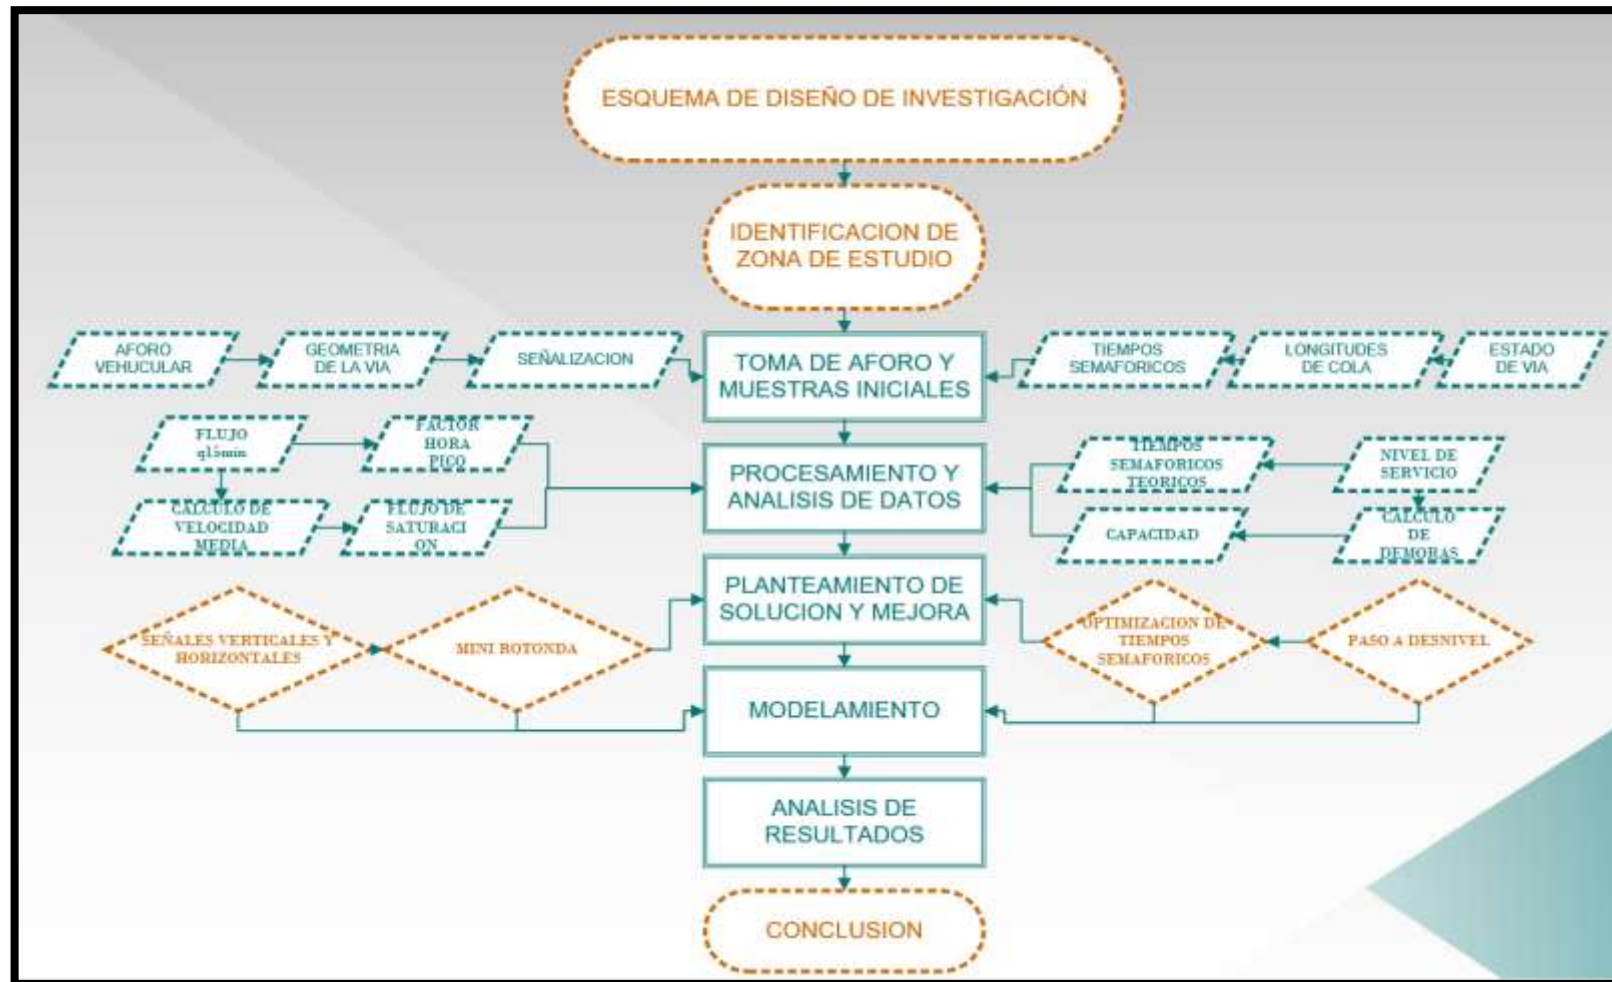 ESQUEMA DE DISEÑO DE INVESTIGACIÓN
IDENTIFICACION DE
ZONA DE ESTUDIO
AFORO
VEHUCULAR
GEOMETRIA
DE LA VIA
SEÑALIZACION
TOMA DE AFORO Y
MUESTRAS INICIALES
TIEMPOS
SEMAFORICOS
LONGITUDES
DE COLA
ESTADO
DE VIA
FLUJO
q15min
FACTOR
HORA
PICO
CALCULO DE
VELOCIDAD
MEDIA
FLUJO DE
SATURACI
ON
PROCESAMIENTO Y
ANALISIS DE DATOS
TIEMPOS
SEMAFORICOS
TEORICOS
NIVEL DE
SERVICIO
CAPACIDAD
CALCULO
DE
DEMORAS
SEÑALES VERTICALES Y
HORIZONTALES
MINI ROTONDA
PLANTEAMIENTO DE
SOLUCION Y MEJORA
OPTIMIZACION DE
TIEMPOS
SEMAFORICOS
PASO A DESNIVEL
MODELAMIENTO
ANALISIS DE
RESULTADOS
CONCLUSION